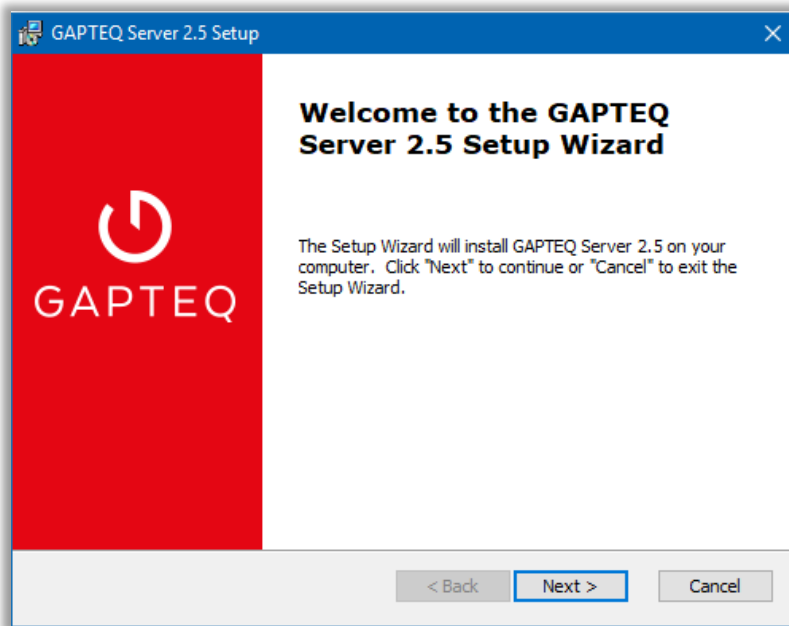 GAPTEQ Server 2.5 Setup
Welcome to the GAPTEQ
Server 2.5 Setup Wizard
The Setup Wizard will install GAPTEQ Server 2.5 on your
computer.  Click "Next" to continue or "Cancel" to exit the
Setup Wizard.
GAPTEQ
< Back
Next >
Cancel